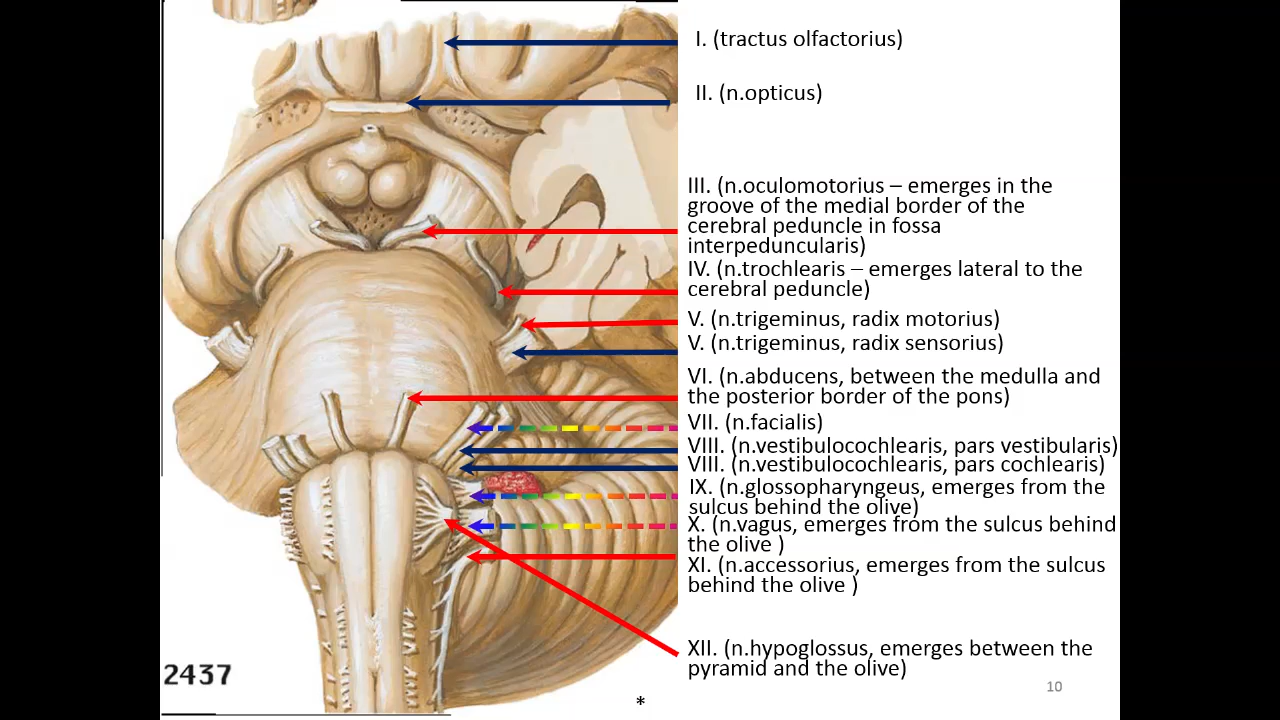 I. (tractus olfactorius)
II. (n.opticus)
III. (n.oculomotorius – emerges in the
groove of the medial border of the
cerebral peduncle in fossa
interpeduncularis)
IV. (n.trochlearis – emerges lateral to the
cerebral peduncle)
V. (n.trigeminus, radix motorius)
V. (n.trigeminus, radix sensorius)
VI. (n.abducens, between the medulla and
the posterior border of the pons)
VII. (n.facialis)
VIII. (n.vestibulocochlearis, pars vestibularis)
VIII. (n.vestibulocochlearis, pars cochlearis)
IX. (n.glossopharyngeus, emerges from the
sulcus behind the olive)
X. (n.vagus, emerges from the sulcus behind
the olive )
XI. (n.accessorius, emerges from the sulcus
behind the olive )
XII. (n.hypoglossus, emerges between the
pyramid and the olive)
2437
10
*